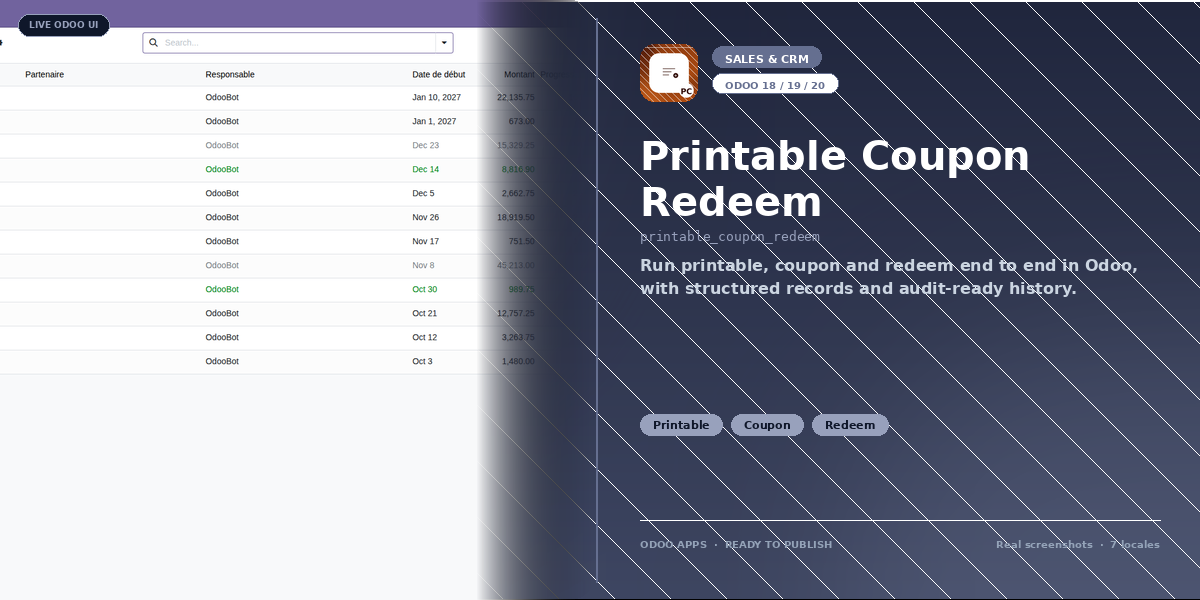 LIVE ODOO UI
Search...
Partenaire Responsable Date de début Montant
OdooBot Jan 10, 2027 22,135.75
OdooBot Jan 1, 2027 673.00
OdooBot Dec 23 15,329.25
OdooBot Dec 14 8,816.90
OdooBot Dec 5 2,662.75
OdooBot Nov 26 18,919.50
OdooBot Nov 17 751.50
OdooBot Nov 8 45,213.00
OdooBot Oct 30 989.75
OdooBot Oct 21 12,757.25
OdooBot Oct 12 3,263.75
OdooBot Oct 3 1,480.00
PC
SALES & CRM
ODOO 18 / 19 / 20
Printable Coupon
Redeem
printable_coupon_redeem
Run printable, coupon and redeem end to end in Odoo,
with structured records and audit-ready history.
Printable Coupon Redeem
ODOO APPS · READY TO PUBLISH
Real screenshots · 7 locales